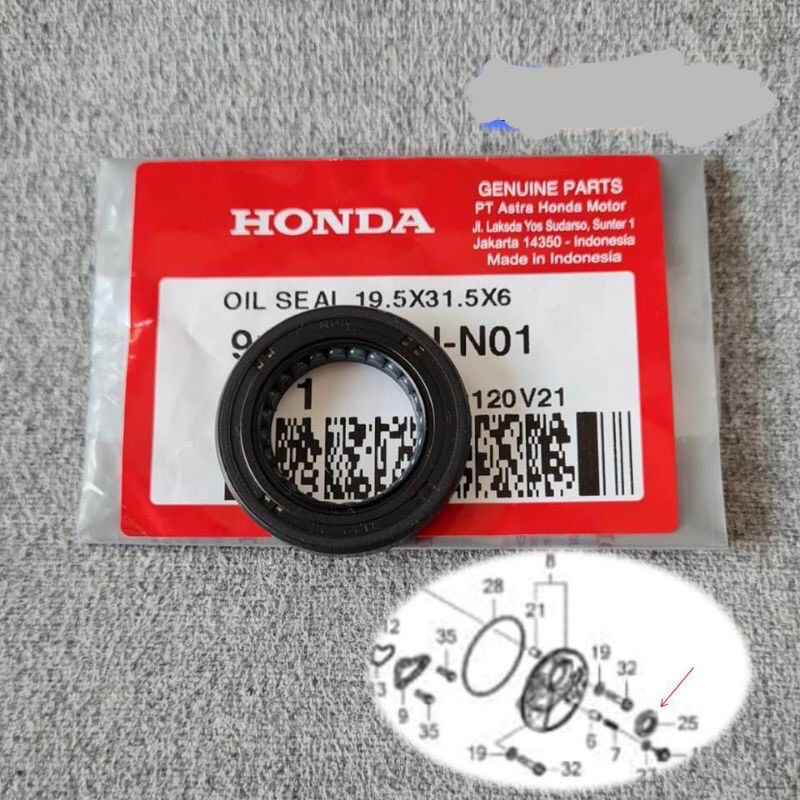 GENUINE PARTS
HONDA
PT Astra Honda Motor
Jl. Laksda Yos Sudarso, Sunter 1
Jakarta 14350 - Indonesia
Made in Indonesia
OIL SEAL 19.5X31.5X6
-N01
1
120V21
8
28
21
35
19
32
9
35
25
6
7
19
32